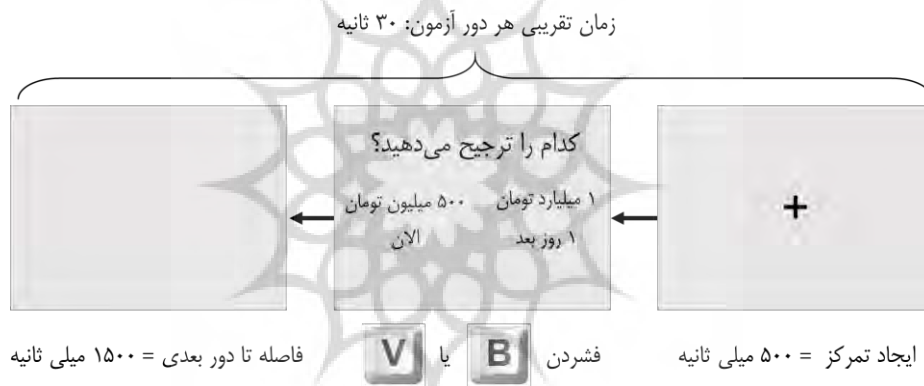 زمان تقریبی هر دور آزمون: ۳۰ ثانیه
+
کدام را ترجیح می‌دهید؟
۱ میلیارد تومان ۵۰۰ میلیون تومان
۱ روز بعد الان
ایجاد تمرکز = ۵۰۰ میلی ثانیه
فشردن B یا V
فاصله تا دور بعدی = ۱۵۰۰ میلی ثانیه